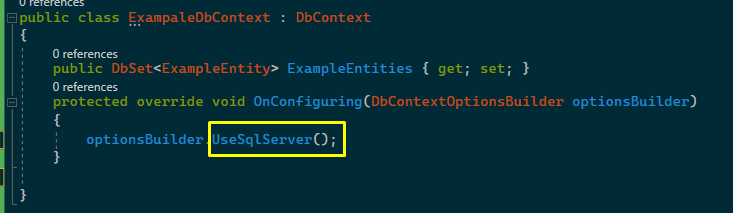 0 references
public class ExampaleDbContext : DbContext
{
0 references
public DbSet<ExampleEntity> ExampleEntities { get; set; }
0 references
protected override void OnConfiguring(DbContextOptionsBuilder optionsBuilder)
{
optionsBuilder.UseSqlServer();
}
}